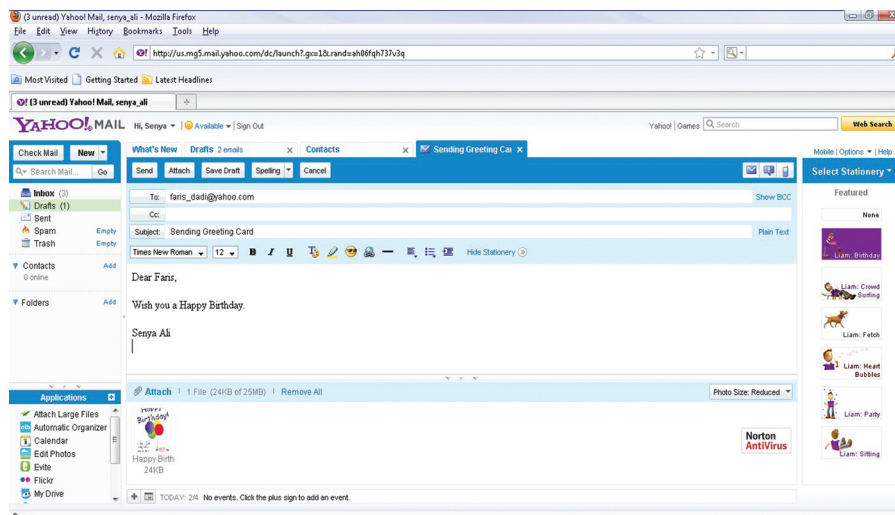 (3 unread) Yahoo! Mail, senya_ali - Mozilla Firefox
File Edit View History Bookmarks Tools Help
http://us.mg5.mail.yahoo.com/dc/launch?.gx=1&.rand=ah06fqh737v3q
Most Visited Getting Started Latest Headlines
(3 unread) Yahoo! Mail, senya_ali
YAHOO! MAIL Hi, Senya Available Sign Out Yahoo! Games Search Web Search
Check Mail New What's New Drafts 2 emails Contacts Sending Greeting Car Mobile Options Help
Search Mail... Go Send Attach Save Draft Spelling Cancel Select Stationery
Inbox (3) To: faris_dadi@yahoo.com Show BCC Featured
Drafts (1) Cc: None
Sent Subject: Sending Greeting Card Plain Text
Spam Empty Times New Roman 12 B I U Hide Stationery Liam: Birthday
Trash Empty
Contacts Add Dear Faris,
0 online
Wish you a Happy Birthday. Liam: Crowd Surfing
Folders Add
Senya Ali Liam: Fetch
Liam: Heart Bubbles
Applications Attach 1 File (24KB of 25MB) Remove All Photo Size: Reduced
Attach Large Files Liam: Party
Automatic Organizer Birthday!
Calendar Norton AntiVirus
Edit Photos Happy Birth Liam: Sitting
Evite 24KB
Flickr
My Drive TODAY: 2/4 No events. Click the plus sign to add an event.